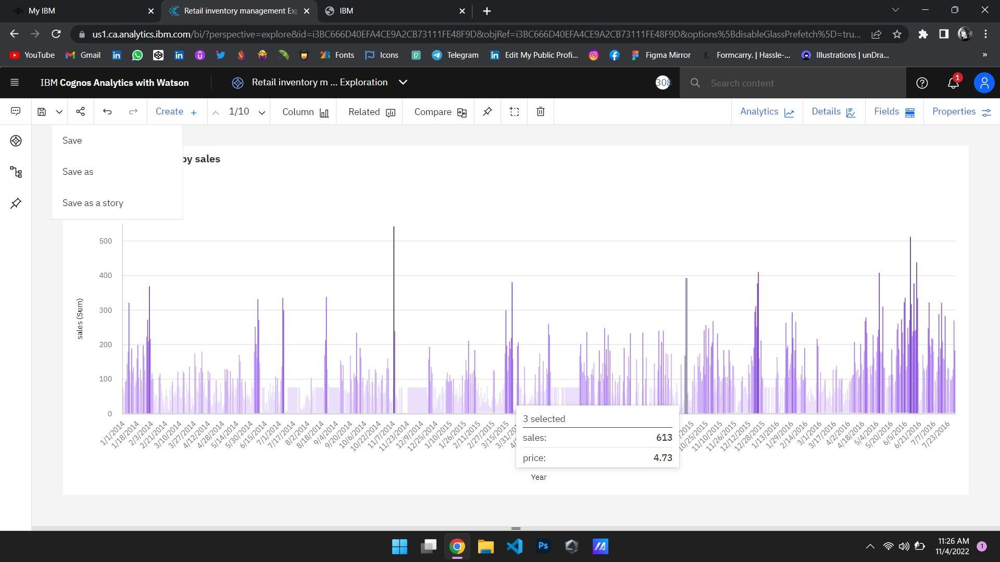 My IBM
Retail inventory management Exp
IBM
us1.ca.analytics.ibm.com/bi/?perspective=explore&id=i3BC666D40EFA4CE9A2CB73111FE48F9D&objRef=i3BC666D40EFA4CE9A2CB73111FE48F9D&options%5BdisableGlassPrefetch%5D=tru...
YouTube Gmail Fonts Icons Telegram Edit My Public Profi... Figma Mirror Formcarry. | Hassle-... Illustrations | unDra... »
IBM Cognos Analytics with Watson
Retail inventory m ... Exploration
308
Search content
1
Create + 1/10 Column Related Compare Analytics Details Fields Properties
Save
Save as
Save as a story
by sales
500
400
300
200
100
0
sales (Sum)
1/1/2014 1/18/2014 2/3/2014 2/21/2014 3/10/2014 3/27/2014 4/12/2014 4/28/2014 5/14/2014 5/30/2014 6/15/2014 7/1/2014 7/17/2014 8/2/2014 8/18/2014 9/4/2014 9/20/2014 10/6/2014 10/22/2014 11/7/2014 11/23/2014 12/9/2014 12/25/2014 1/10/2015 1/26/2015 2/11/2015 2/27/2015 3/15/2015 10/25/2015 11/10/2015 11/26/2015 12/12/2015 12/28/2015 1/13/2016 1/29/2016 2/14/2016 3/1/2016 3/17/2016 4/2/2016 4/18/2016 5/4/2016 5/20/2016 6/5/2016 6/21/2016 7/7/2016 7/23/2016
3 selected
sales: 613
price: 4.73
Year
Ps
11:26 AM
11/4/2022
1